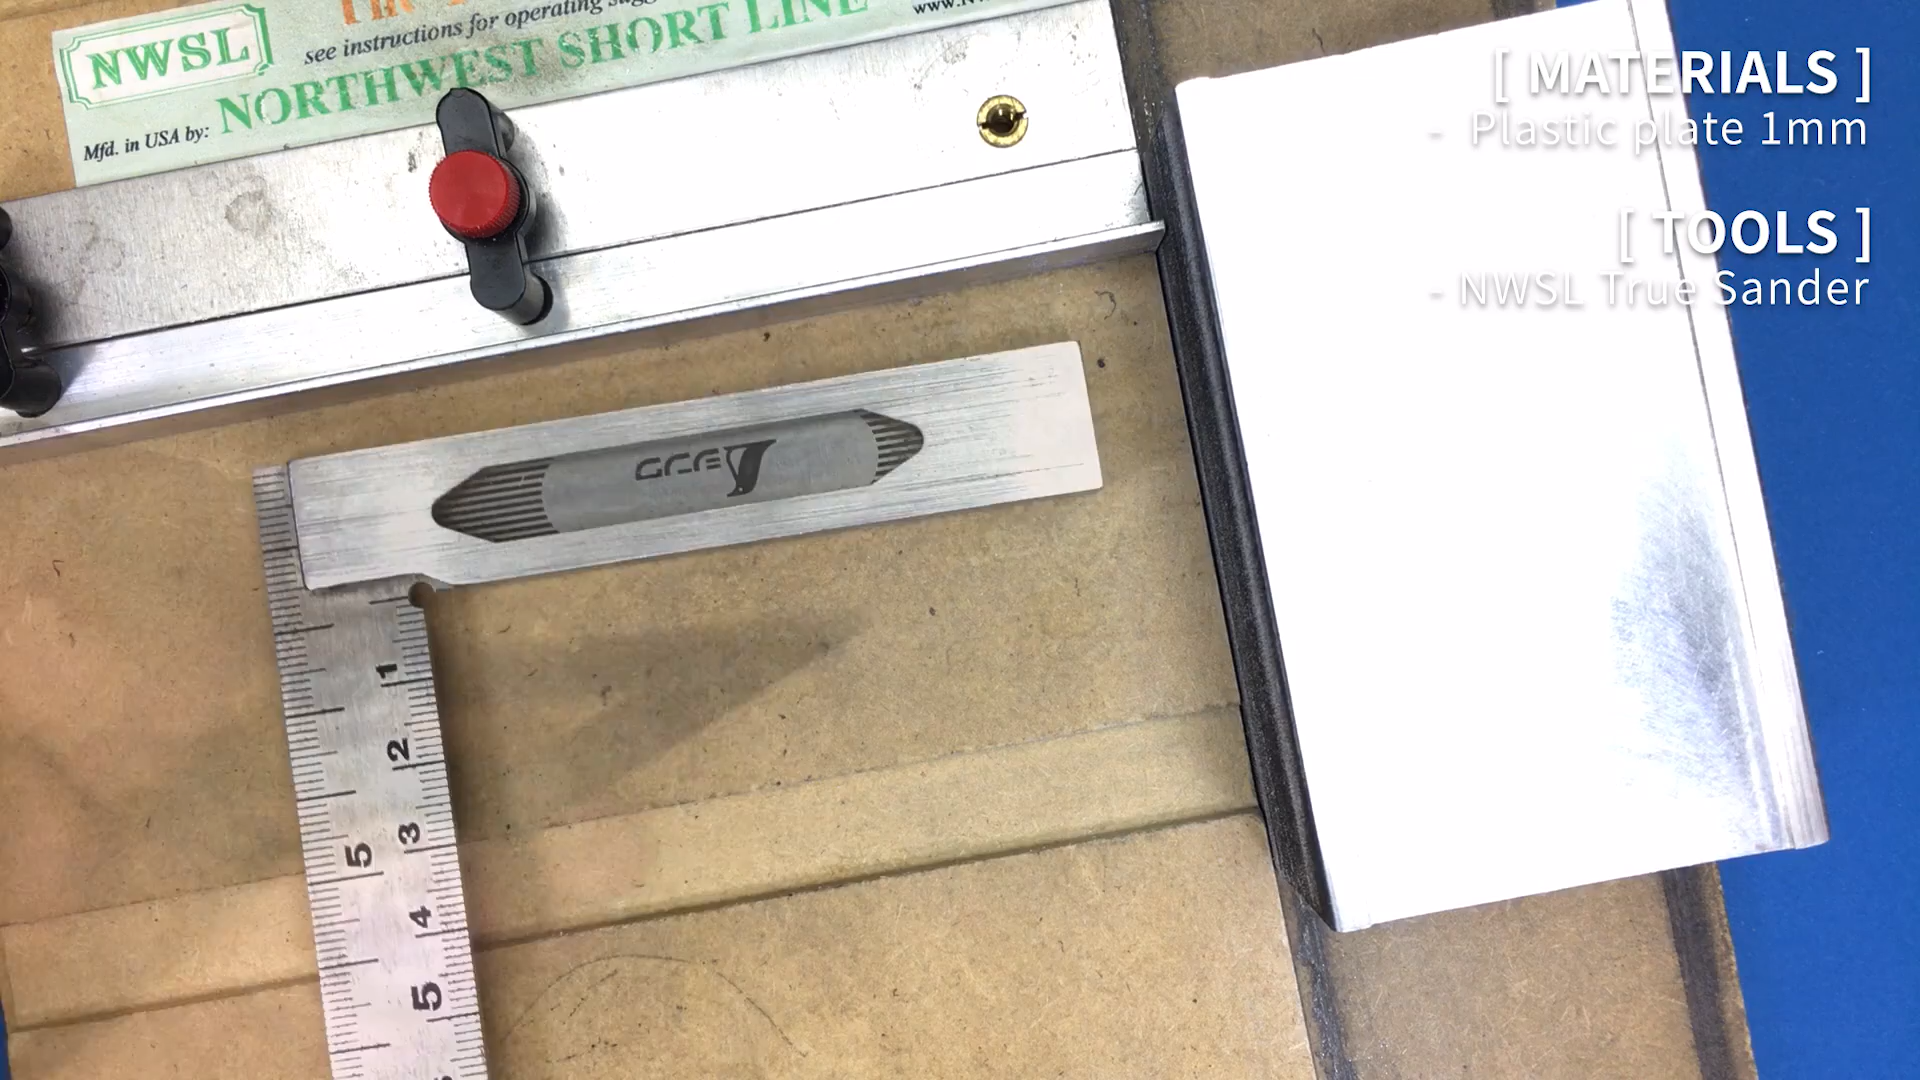 NWSL
see instructions for operating
NORTHWEST SHORT LINE
Mfd. in USA by:
[ MATERIALS ]
- Plastic plate 1mm
[ TOOLS ]
- NWSL True Sander
1
2
3
4
5
5